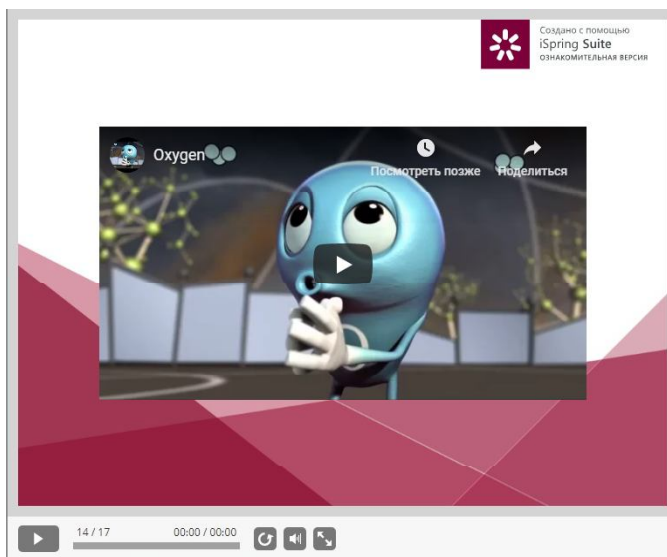 Создано с помощью
iSpring Suite
ОЗНАКОМИТЕЛЬНАЯ ВЕРСИЯ
Oxygen
Посмотреть позже
Поделиться
14 / 17
00:00 / 00:00